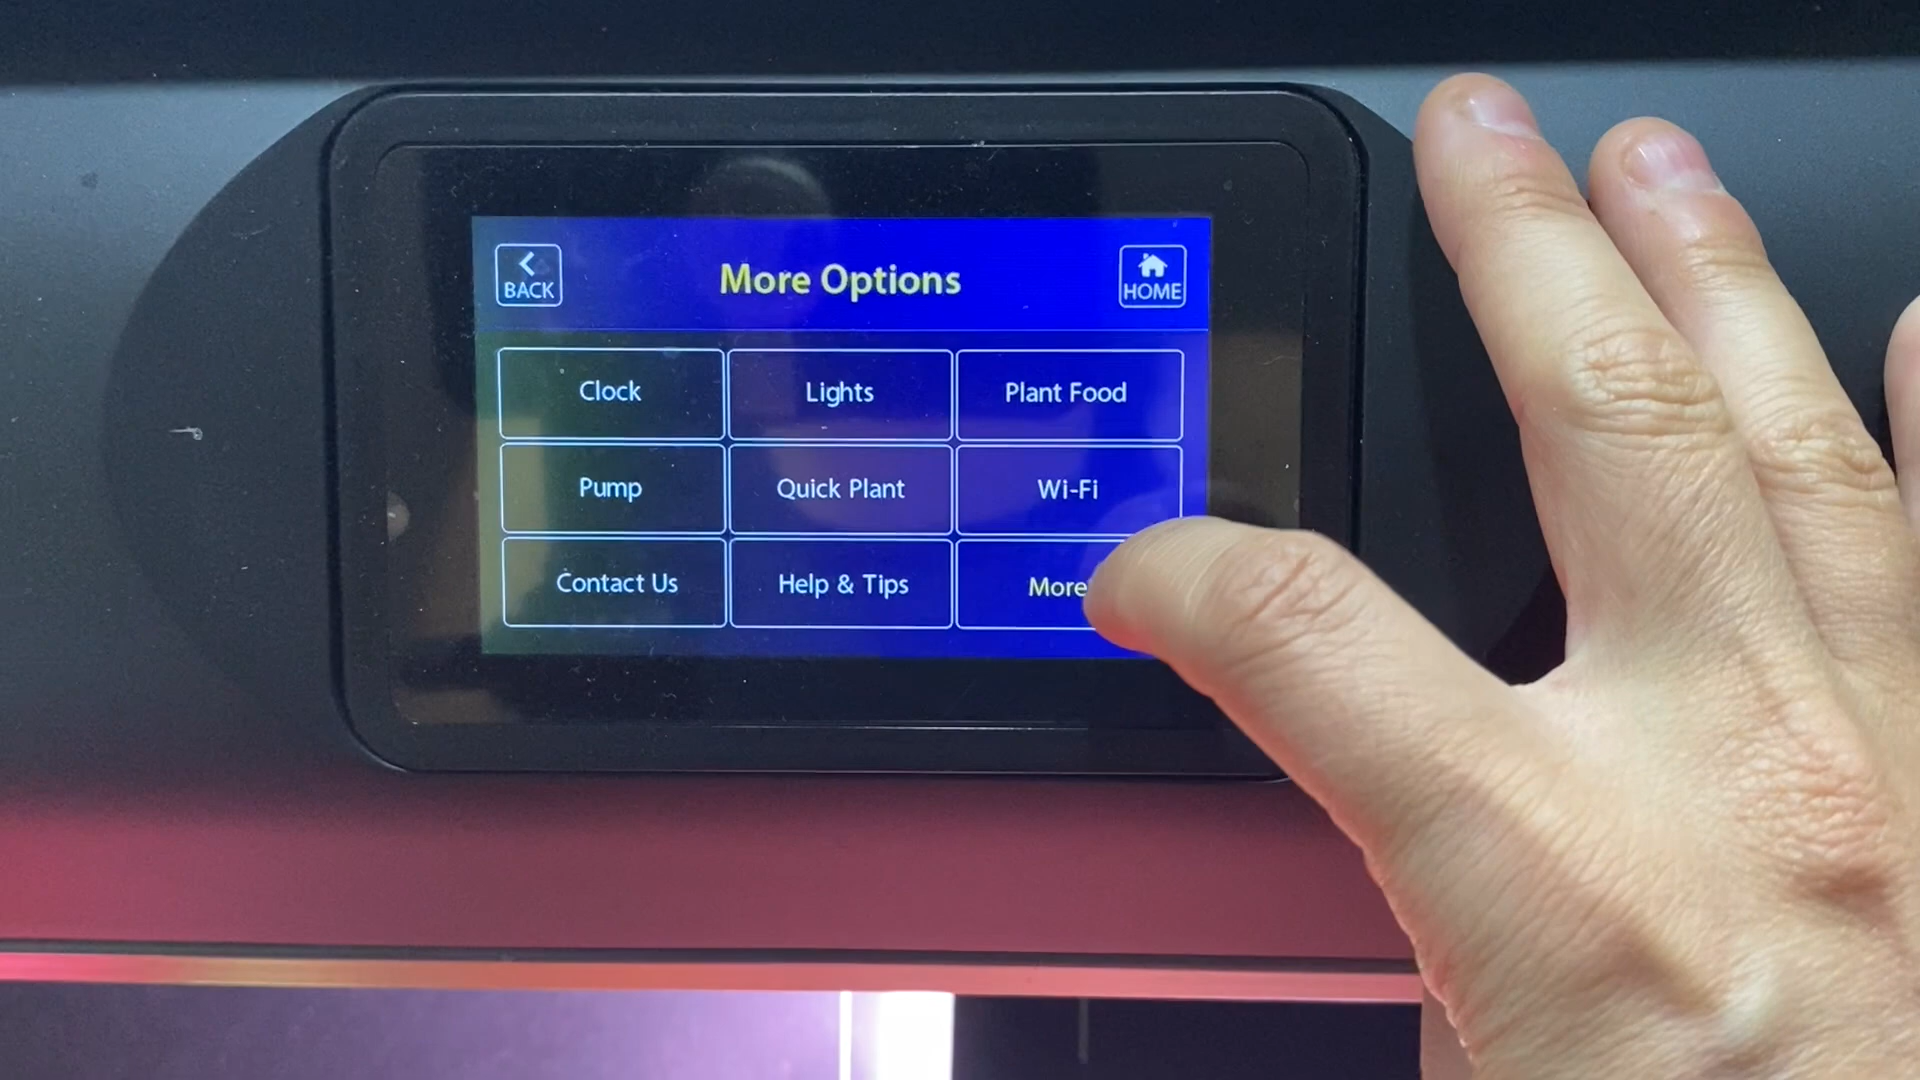 BACK
More Options
HOME
Clock
Lights
Plant Food
Pump
Quick Plant
Wi-Fi
Contact Us
Help & Tips
More